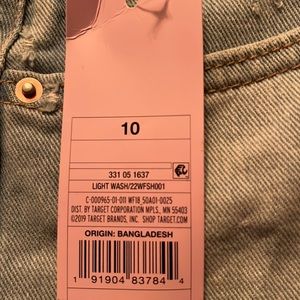 10
331 05 1637
LIGHT WASH/22WFSH001
C-000965-01-011 WF18_50A01-0025
DIST. BY TARGET CORPORATION MPLS., MN 55403
©2019 TARGET BRANDS, INC. SHOP TARGET.COM
ORIGIN: BANGLADESH
1 91904 83784 4